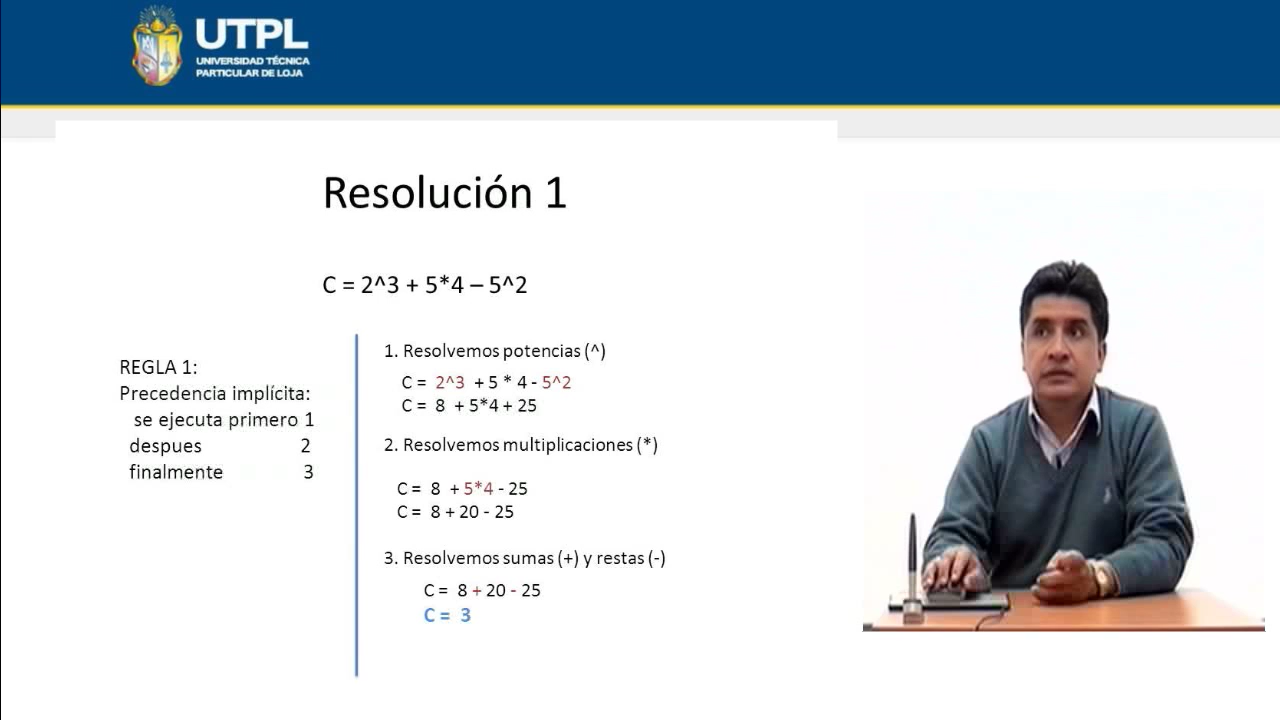 UTPL
UNIVERSIDAD TÉCNICA
PARTICULAR DE LOJA
Resolución 1
C = 2^3 + 5*4 – 5^2
REGLA 1:
Precedencia implícita:
se ejecuta primero 1
despues 2
finalmente 3
1. Resolvemos potencias (^)
C = 2^3 + 5 * 4 - 5^2
C = 8 + 5*4 + 25
2. Resolvemos multiplicaciones (*)
C = 8 + 5*4 - 25
C = 8 + 20 - 25
3. Resolvemos sumas (+) y restas (-)
C = 8 + 20 - 25
C = 3